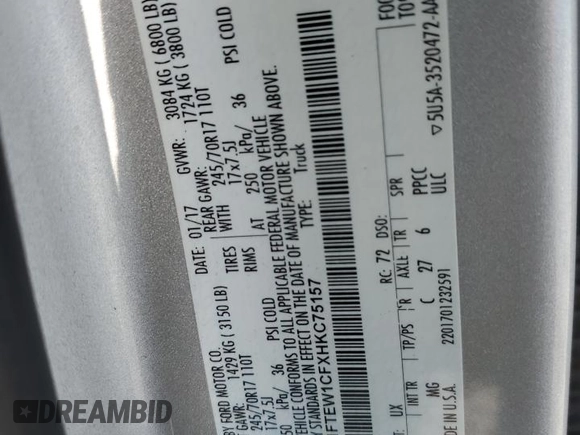 BY FORD MOTOR CO.
DATE: 01/17
GVWR: 3084 KG ( 6800 LB)
GAWR: 1429 KG ( 3150 LB)
REAR GAWR: 1724 KG ( 3800 LB)
245/70R17 110T TIRES WITH 245/70R17 110T
17x7.5J RIMS 17x7.5J
kPa/ 36 PSI COLD AT 250 kPa/ 36 PSI COLD
VEHICLE CONFORMS TO ALL APPLICABLE FEDERAL MOTOR VEHICLE
STANDARDS IN EFFECT ON THE DATE OF MANUFACTURE SHOWN ABOVE.
FTEW1CFXHKC75157
TYPE: Truck
RC: 72 DSO:
INT TR TP/PS R AXLE TR SPR
UX MG C 27 6 PPCC
ULC
MADE IN U.S.A. 2201701232591
▽5U5A-3520472-AA
DREAMBID
DREAMBID